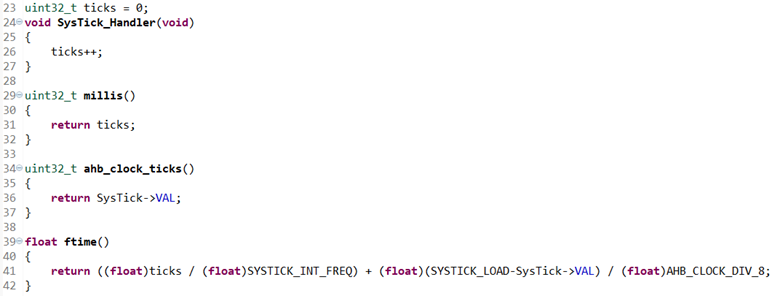 23 uint32_t ticks = 0;
24 void SysTick_Handler(void)
25 {
26     ticks++;
27 }
28
29 uint32_t millis()
30 {
31     return ticks;
32 }
33
34 uint32_t ahb_clock_ticks()
35 {
36     return SysTick->VAL;
37 }
38
39 float ftime()
40 {
41     return ((float)ticks / (float)SYSTICK_INT_FREQ) + (float)(SYSTICK_LOAD-SysTick->VAL) / (float)AHB_CLOCK_DIV_8;
42 }